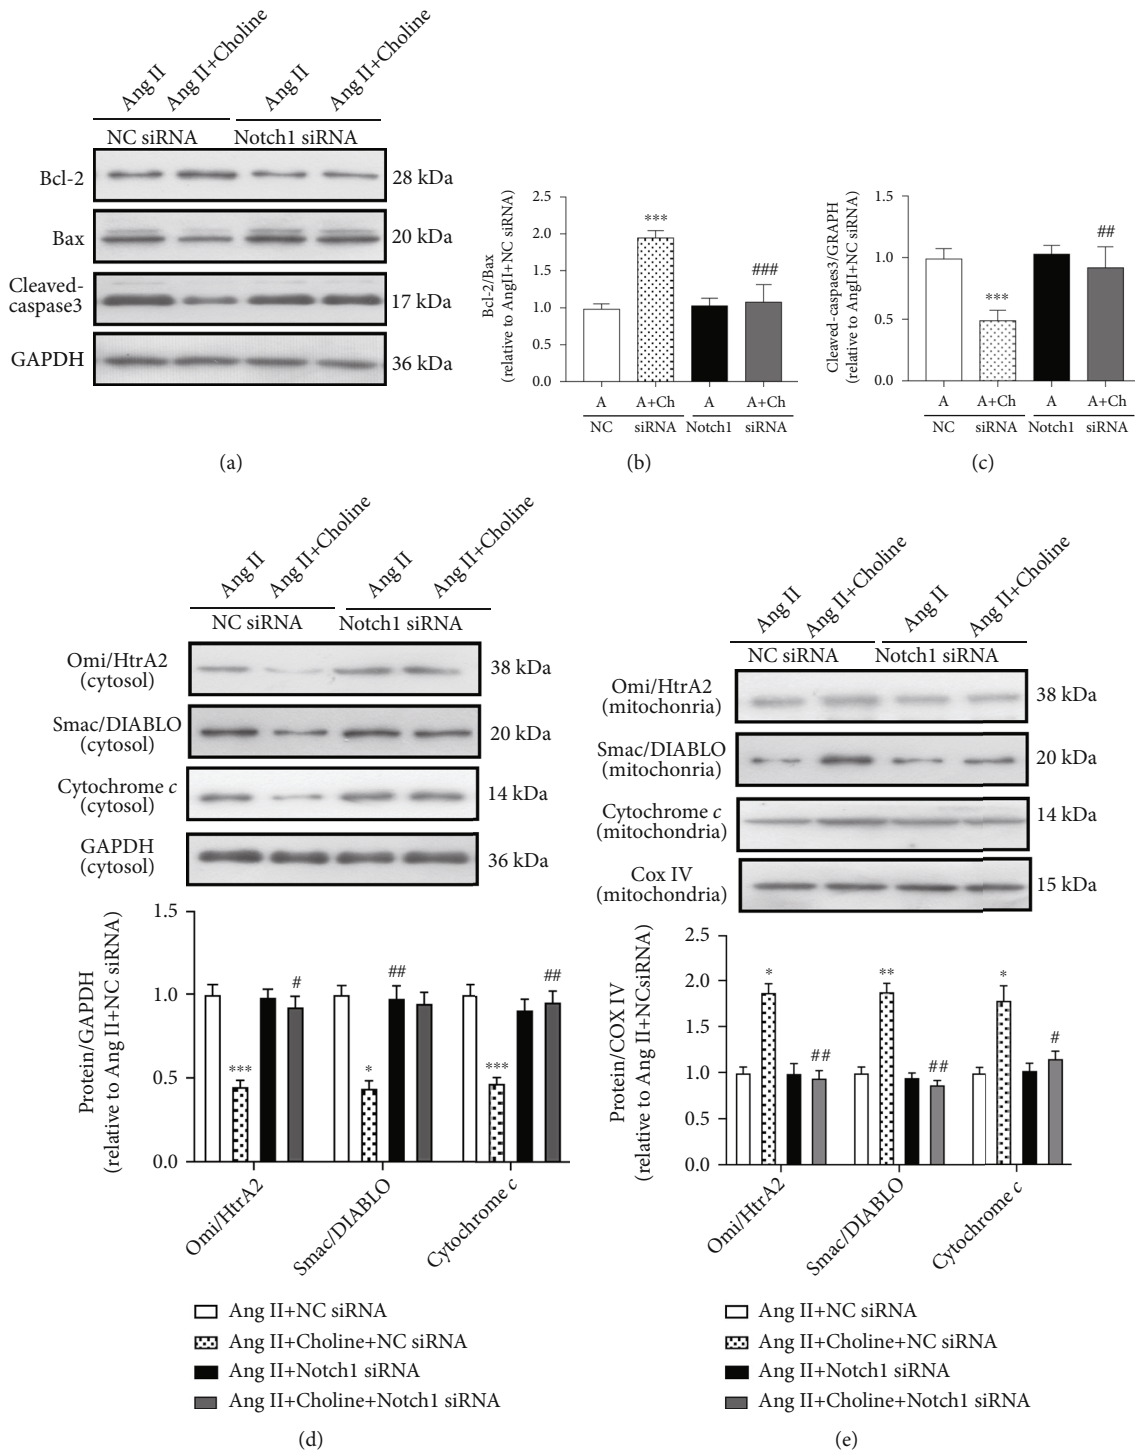 Ang II
Ang II+Choline
Ang II
Ang II+Choline
NC siRNA
Notch1 siRNA
Bcl-2
28 kDa
Bax
20 kDa
Cleaved-
caspase3
17 kDa
GAPDH
36 kDa
(a)
Bcl-2/Bax
(relative to AngII+NC siRNA)
2.5
2.0
1.5
1.0
0.5
0.0
***
###
A
A+Ch
A
A+Ch
NC
siRNA
Notch1
siRNA
(b)
Cleaved-caspaes3/GRAPH
(relative to AngII+NC siRNA)
1.5
1.0
0.5
0.0
***
##
A
A+Ch
A
A+Ch
NC
siRNA
Notch1
siRNA
(c)
Ang II
Ang II+Choline
Ang II
Ang II+Choline
NC siRNA
Notch1 siRNA
Omi/HtrA2
(cytosol)
38 kDa
Smac/DIABLO
(cytosol)
20 kDa
Cytochrome c
(cytosol)
14 kDa
GAPDH
(cytosol)
36 kDa
Protein/GAPDH
(relative to Ang II+NC siRNA)
1.5
1.0
0.5
0.0
***
#
*
##
***
##
Omi/HtrA2
Smac/DIABLO
Cytochrome c
Ang II+NC siRNA
Ang II+Choline+NC siRNA
Ang II+Notch1 siRNA
Ang II+Choline+Notch1 siRNA
(d)
Ang II
Ang II+Choline
Ang II
Ang II+Choline
NC siRNA
Notch1 siRNA
Omi/HtrA2
(mitochonria)
38 kDa
Smac/DIABLO
(mitochonria)
20 kDa
Cytochrome c
(mitochondria)
14 kDa
Cox IV
(mitochondria)
15 kDa
Protein/COX IV
(relative to Ang II+NCsiRNA)
2.5
2.0
1.5
1.0
0.5
0.0
*
##
**
##
*
#
Omi/HtrA2
Smac/DIABLO
Cytochrome c
Ang II+NC siRNA
Ang II+Choline+NC siRNA
Ang II+Notch1 siRNA
Ang II+Choline+Notch1 siRNA
(e)